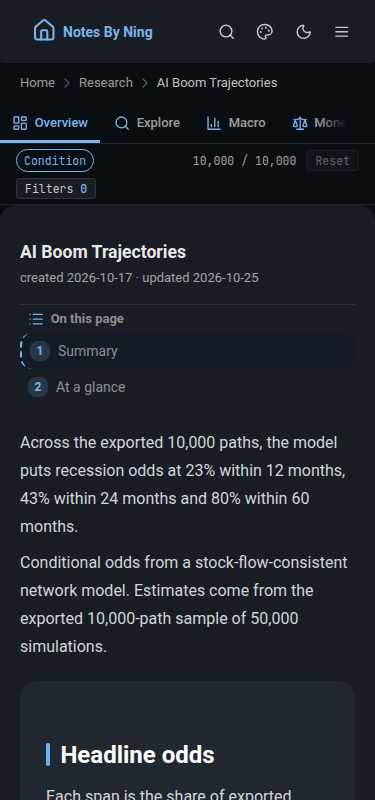 Notes By Ning
Home > Research > AI Boom Trajectories
Overview Explore Macro Mone
Condition 10,000 / 10,000 Reset
Filters 0
AI Boom Trajectories
created 2026-10-17 · updated 2026-10-25
On this page
1 Summary
2 At a glance
Across the exported 10,000 paths, the model
puts recession odds at 23% within 12 months,
43% within 24 months and 80% within 60
months.
Conditional odds from a stock-flow-consistent
network model. Estimates come from the
exported 10,000-path sample of 50,000
simulations.
Headline odds
Each span is the share of exported